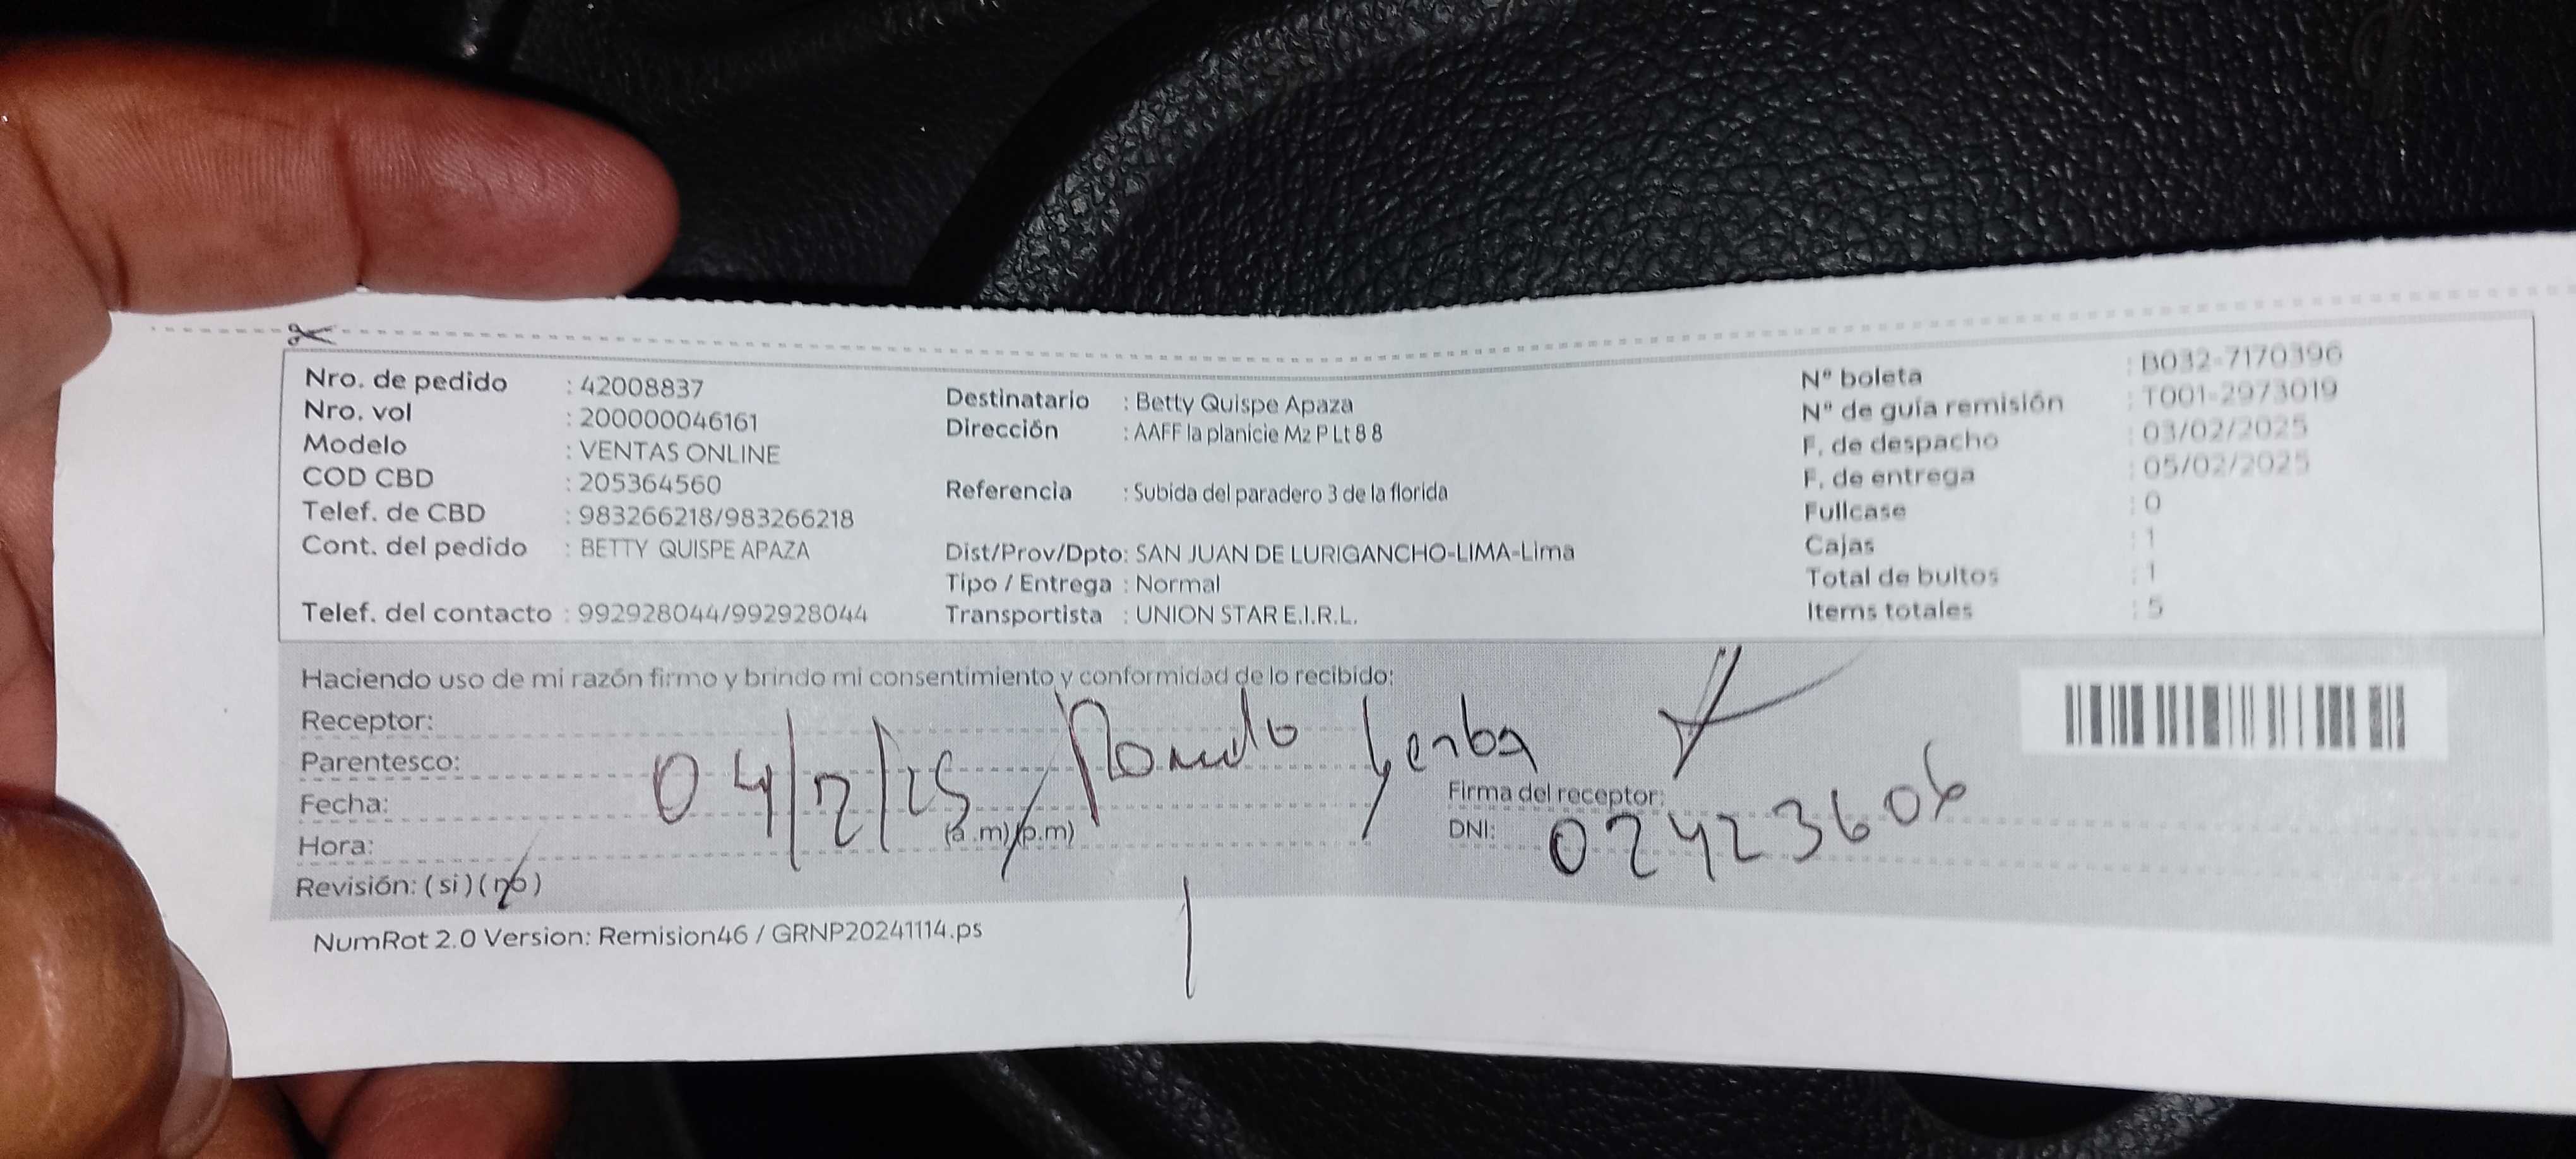 Nro. de pedido : 42008837
Nro. vol : 200000046161
Modelo : VENTAS ONLINE
COD CBD : 205364560
Telef. de CBD : 983266218/983266218
Cont. del pedido : BETTY QUISPE APAZA
Telef. del contacto : 992928044/992928044
Destinatario : Betty Quispe Apaza
Dirección : AAFF la planicie Mz P Lt 8 8
Referencia : Subida del paradero 3 de la florida
Dist/Prov/Dpto: SAN JUAN DE LURIGANCHO-LIMA-Lima
Tipo / Entrega : Normal
Transportista : UNION STAR E.I.R.L.
N° boleta : B032-7170396
N° de guía remisión : T001-2973019
F. de despacho : 03/02/2025
F. de entrega : 05/02/2025
Fullcase : 0
Cajas : 1
Total de bultos : 1
Items totales : 5
Haciendo uso de mi razón firmo y brindo mi consentimiento y conformidad de lo recibido:
Receptor:
Parentesco:
Fecha: 04/2/25
Hora: (a.m)(p.m)
Revisión: (si)(no)
Firma del receptor:
DNI: 02423606
NumRot 2.0 Version: Remision46 / GRNP20241114.ps